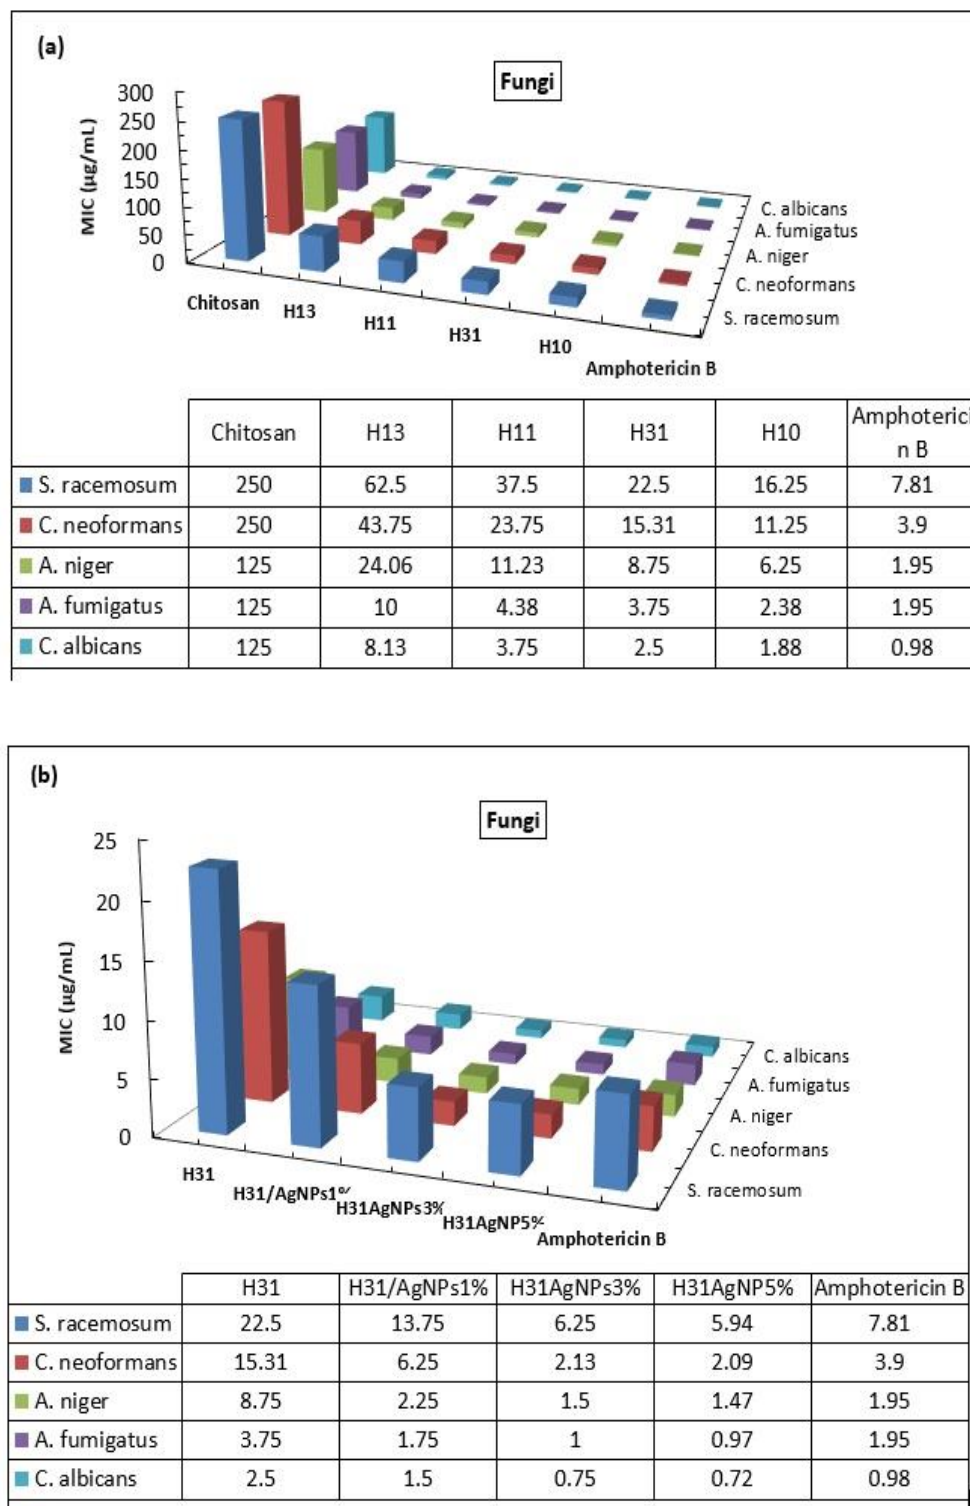 (a)
Fungi
MIC (µg/mL)
300
250
200
150
100
50
0
Chitosan
H13
H11
H31
H10
Amphotericin B
C. albicans
A. fumigatus
A. niger
C. neoformans
S. racemosum
Chitosan H13 H11 H31 H10 Amphoterici
n B
S. racemosum 250 62.5 37.5 22.5 16.25 7.81
C. neoformans 250 43.75 23.75 15.31 11.25 3.9
A. niger 125 24.06 11.23 8.75 6.25 1.95
A. fumigatus 125 10 4.38 3.75 2.38 1.95
C. albicans 125 8.13 3.75 2.5 1.88 0.98
(b)
Fungi
MIC (µg/mL)
25
20
15
10
5
0
H31
H31/AgNPs1%
H31AgNPs3%
H31AgNP5%
Amphotericin B
C. albicans
A. fumigatus
A. niger
C. neoformans
S. racemosum
H31 H31/AgNPs1% H31AgNPs3% H31AgNP5% Amphotericin B
S. racemosum 22.5 13.75 6.25 5.94 7.81
C. neoformans 15.31 6.25 2.13 2.09 3.9
A. niger 8.75 2.25 1.5 1.47 1.95
A. fumigatus 3.75 1.75 1 0.97 1.95
C. albicans 2.5 1.5 0.75 0.72 0.98